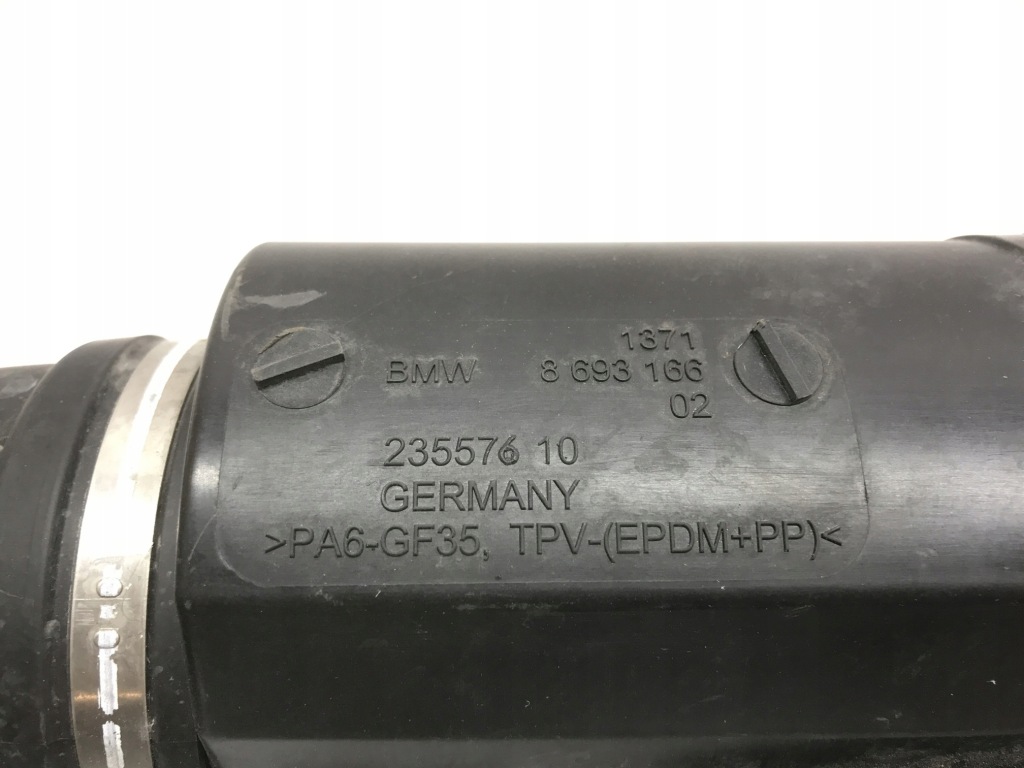 1371
BMW 8 693 166
02
235576 10
GERMANY
>PA6-GF35, TPV-(EPDM+PP)<